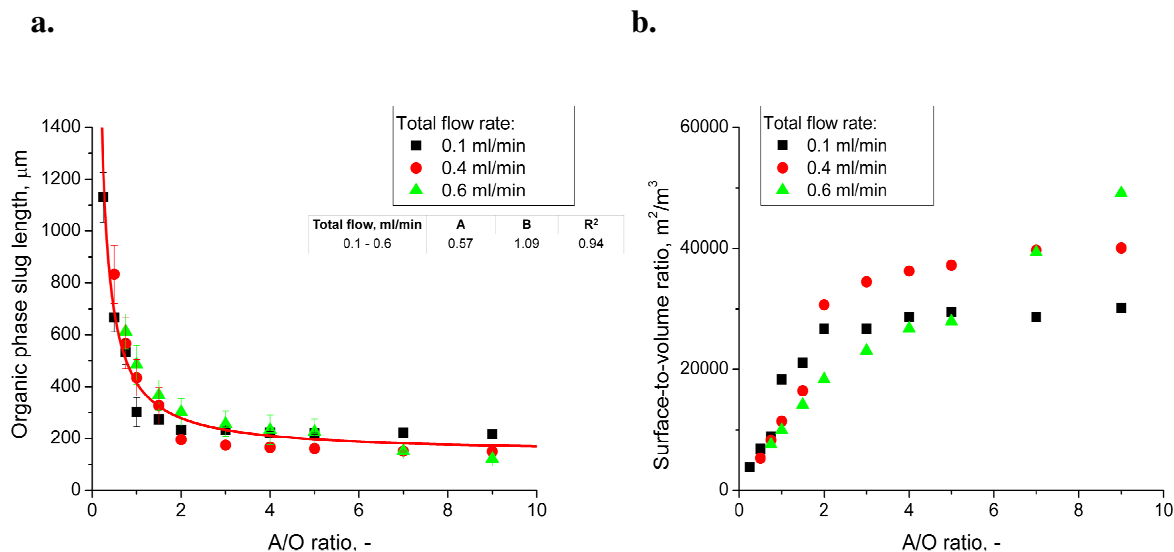 a.
b.
Total flow rate:
0.1 ml/min
0.4 ml/min
0.6 ml/min
Total flow, ml/min A B R²
0.1 - 0.6 0.57 1.09 0.94
1400
1200
1000
800
600
400
200
0
0 2 4 6 8 10
Organic phase slug length, μm
A/O ratio, -
Total flow rate:
0.1 ml/min
0.4 ml/min
0.6 ml/min
60000
40000
20000
0
0 2 4 6 8 10
Surface-to-volume ratio, m²/m³
A/O ratio, -